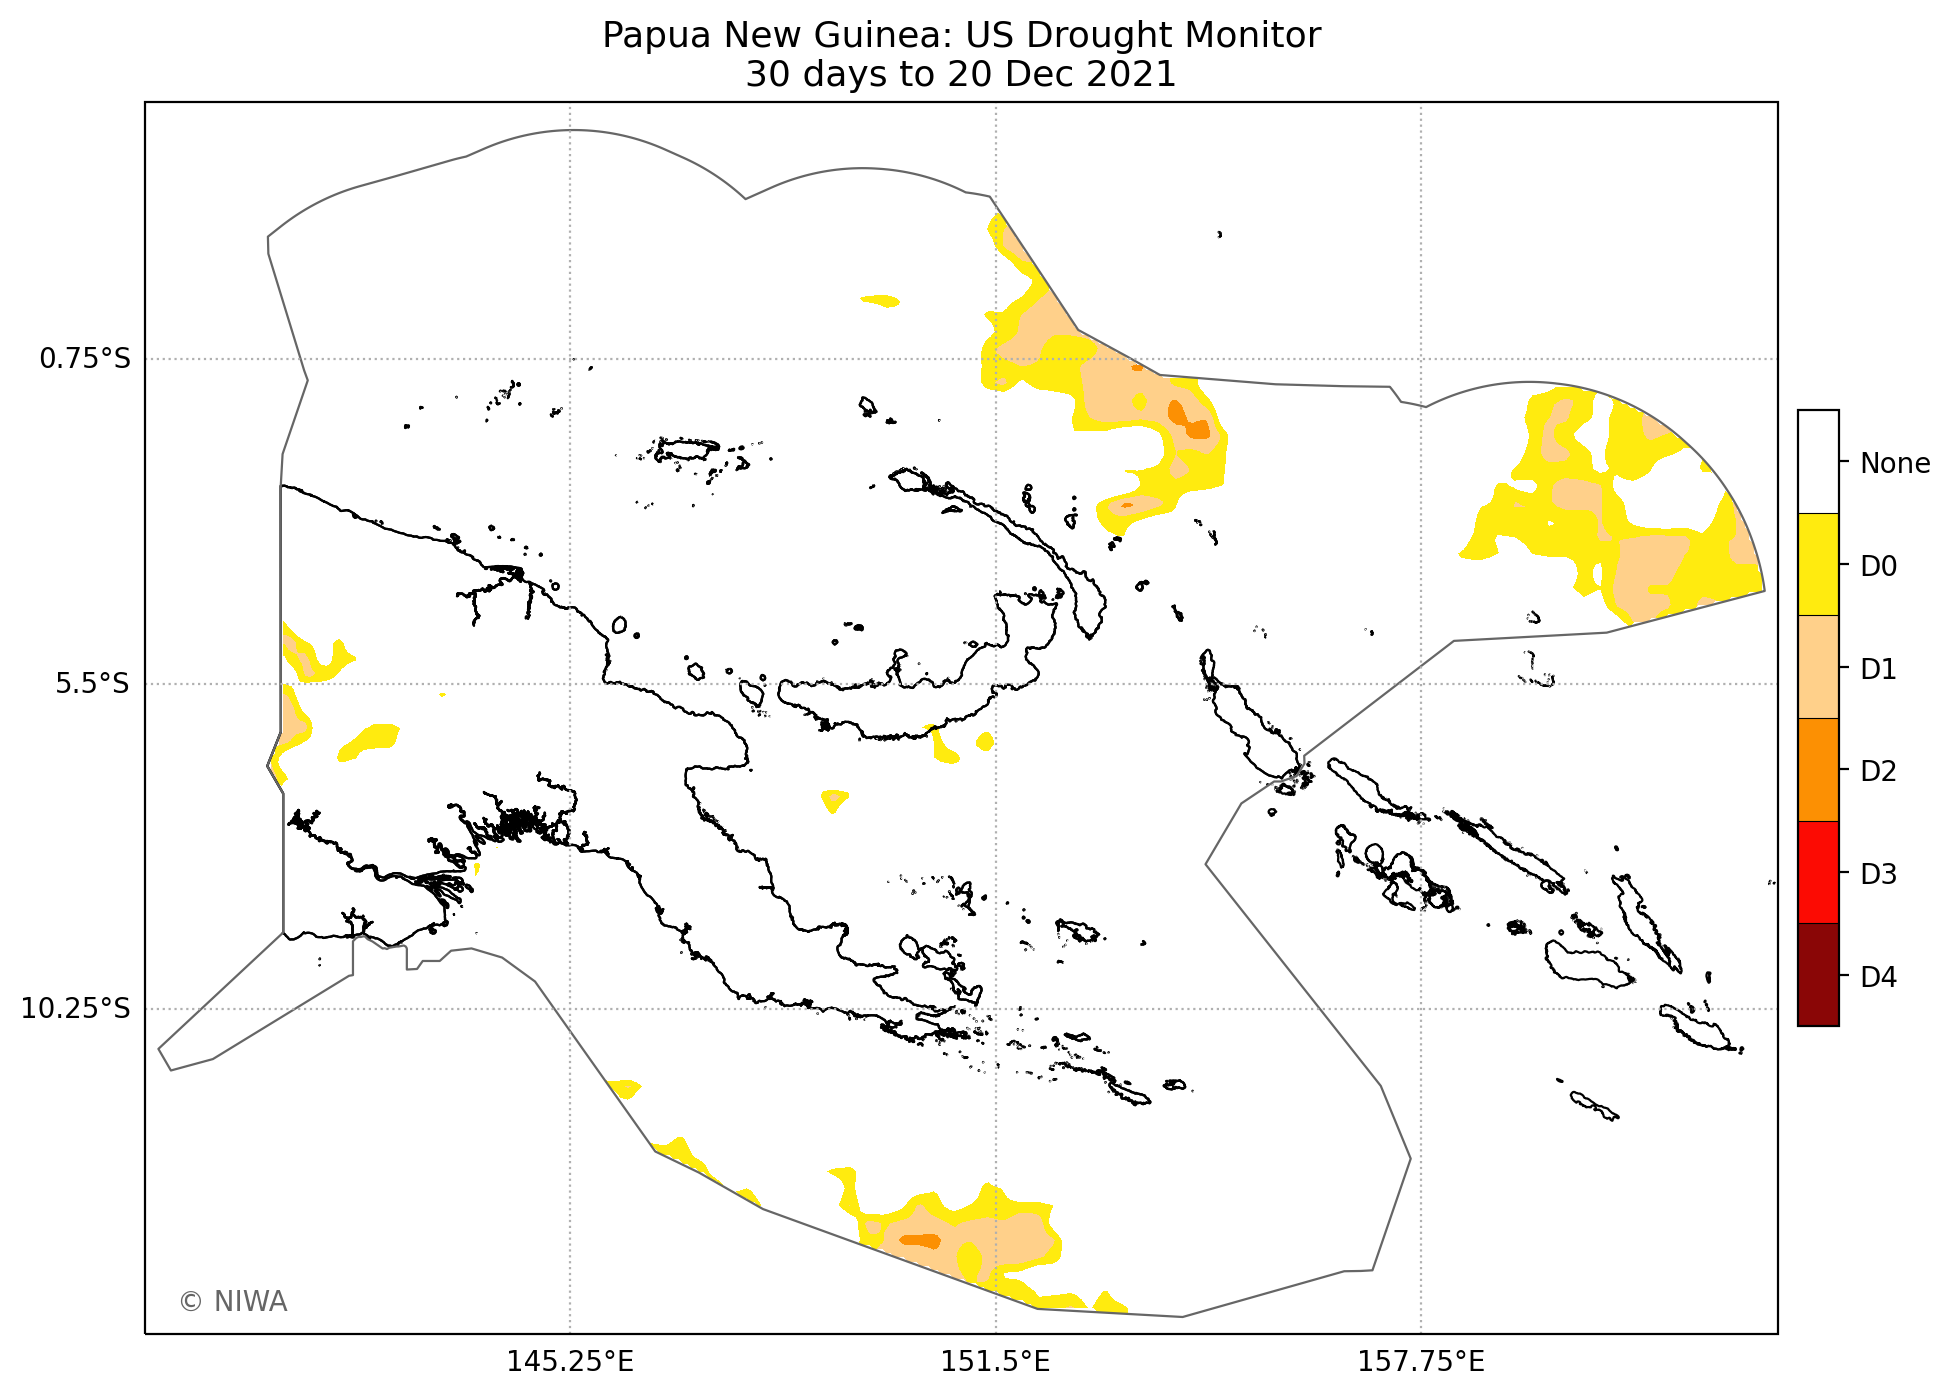 Papua New Guinea: US Drought Monitor
30 days to 20 Dec 2021
0.75°S
5.5°S
10.25°S
145.25°E
151.5°E
157.75°E
None
D0
D1
D2
D3
D4
© NIWA